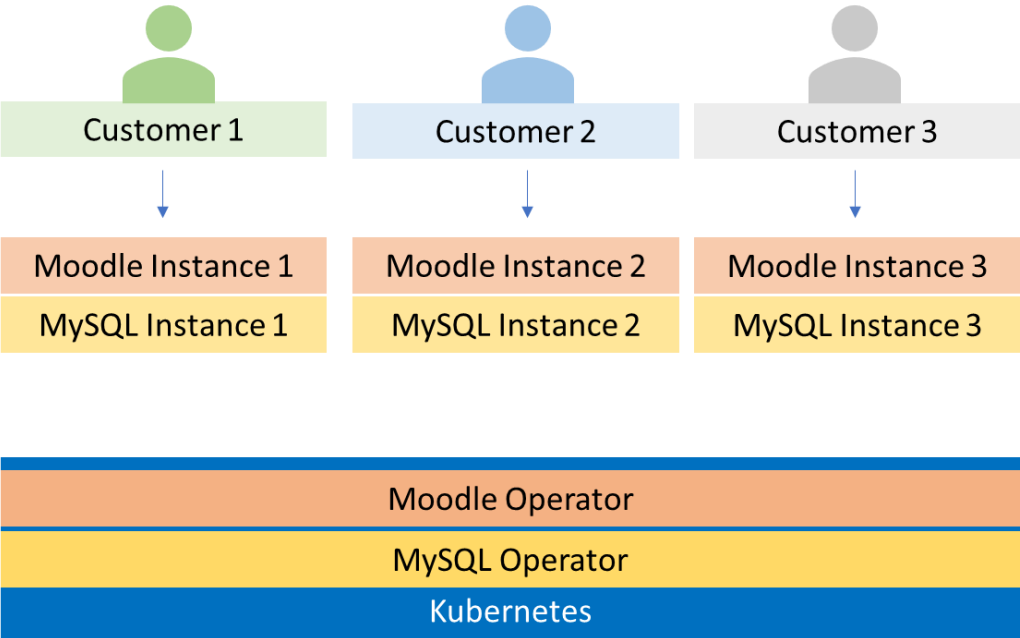 Customer 1
Customer 2
Customer 3
Moodle Instance 1
Moodle Instance 2
Moodle Instance 3
MySQL Instance 1
MySQL Instance 2
MySQL Instance 3
Moodle Operator
MySQL Operator
Kubernetes